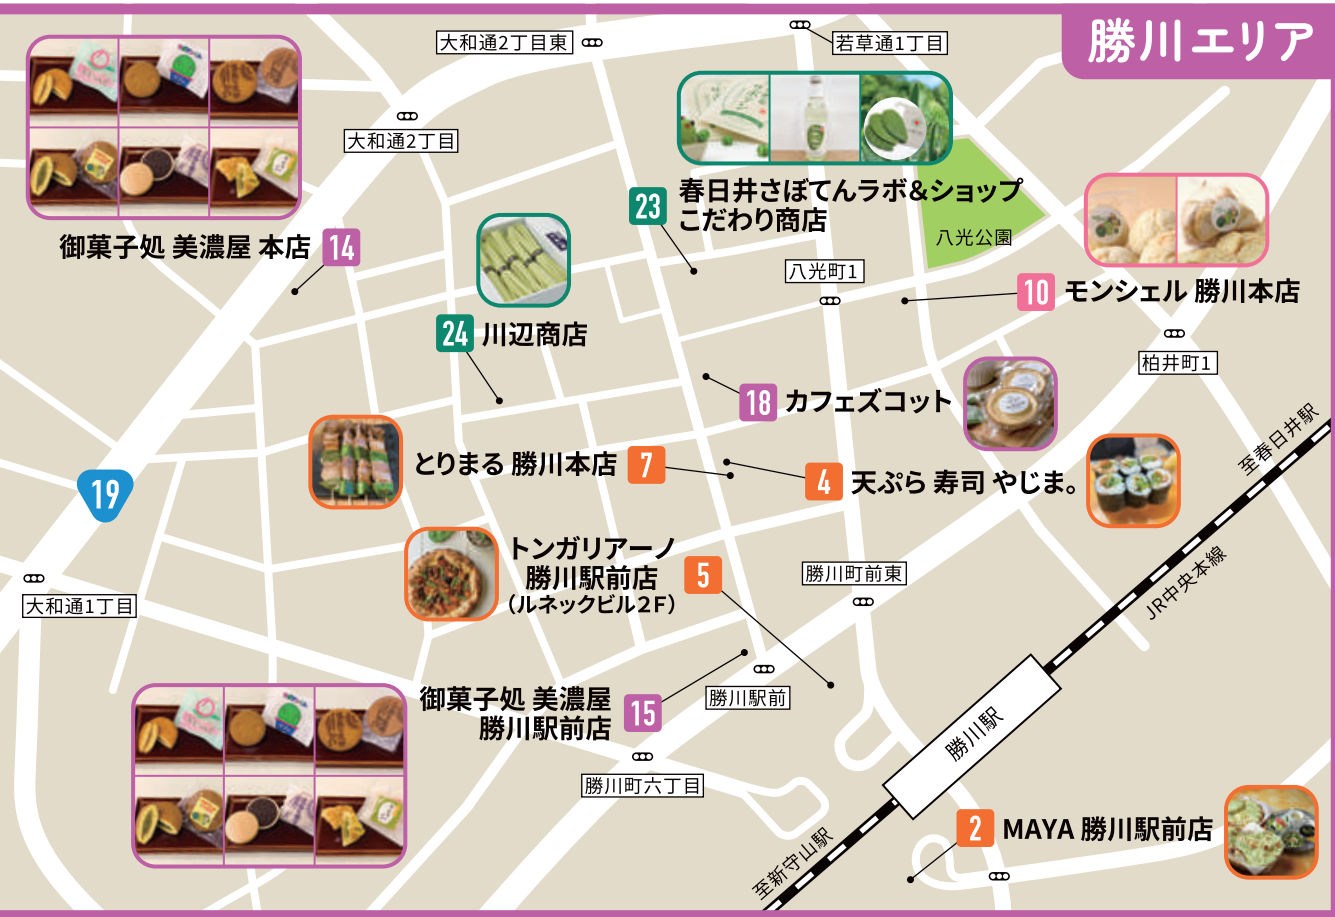 勝川エリア
大和通2丁目東
若草通1丁目
大和通2丁目
23
春日井さぼてんラボ&ショップ
こだわり商店
八光公園
御菓子処 美濃屋 本店
14
八光町1
10
モンシェル 勝川本店
24
川辺商店
柏井町1
18
カフェズコット
至春日井駅
とりまる 勝川本店
7
4
天ぷら 寿司 やじま。
19
トンガリアーノ
勝川駅前店
(ルネックビル2F)
5
勝川町前東
JR中央本線
大和通1丁目
御菓子処 美濃屋
勝川駅前店
15
勝川駅前
勝川駅
勝川町六丁目
2
MAYA 勝川駅前店
至新守山駅